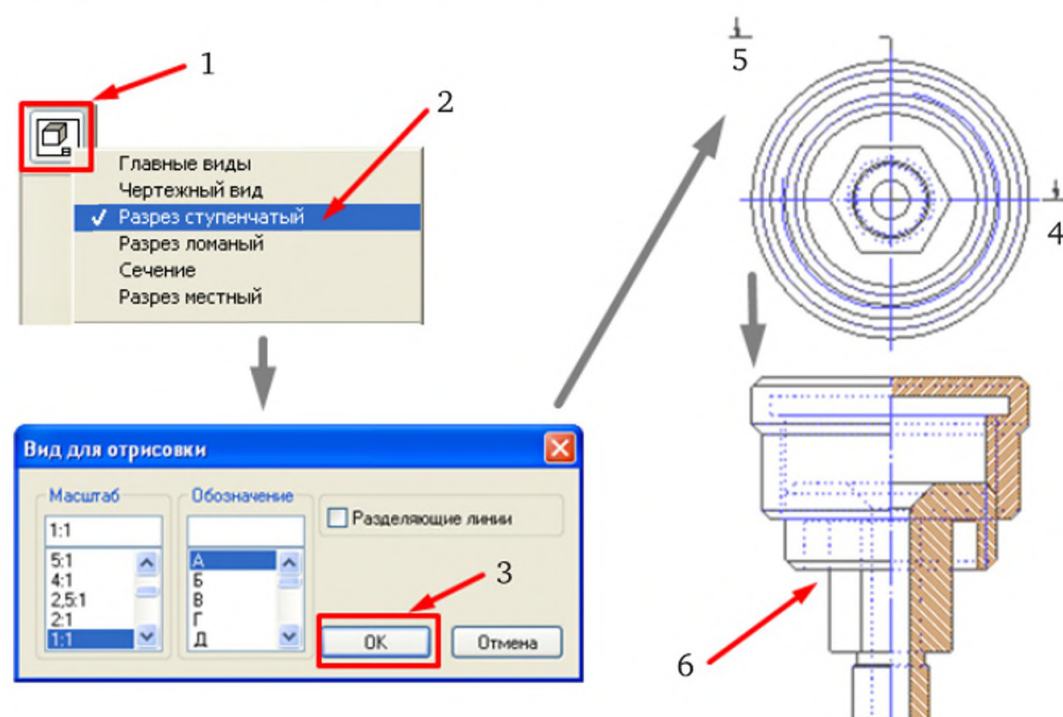 1
2
Главные виды
Чертежный вид
✓ Разрез ступенчатый
Разрез ломаный
Сечение
Разрез местный
Вид для отрисовки
Масштаб
1:1
5:1
4:1
2,5:1
2:1
1:1
Обозначение
А
Б
В
Г
Д
Разделяющие линии
3
OK
Отмена
5
4
6